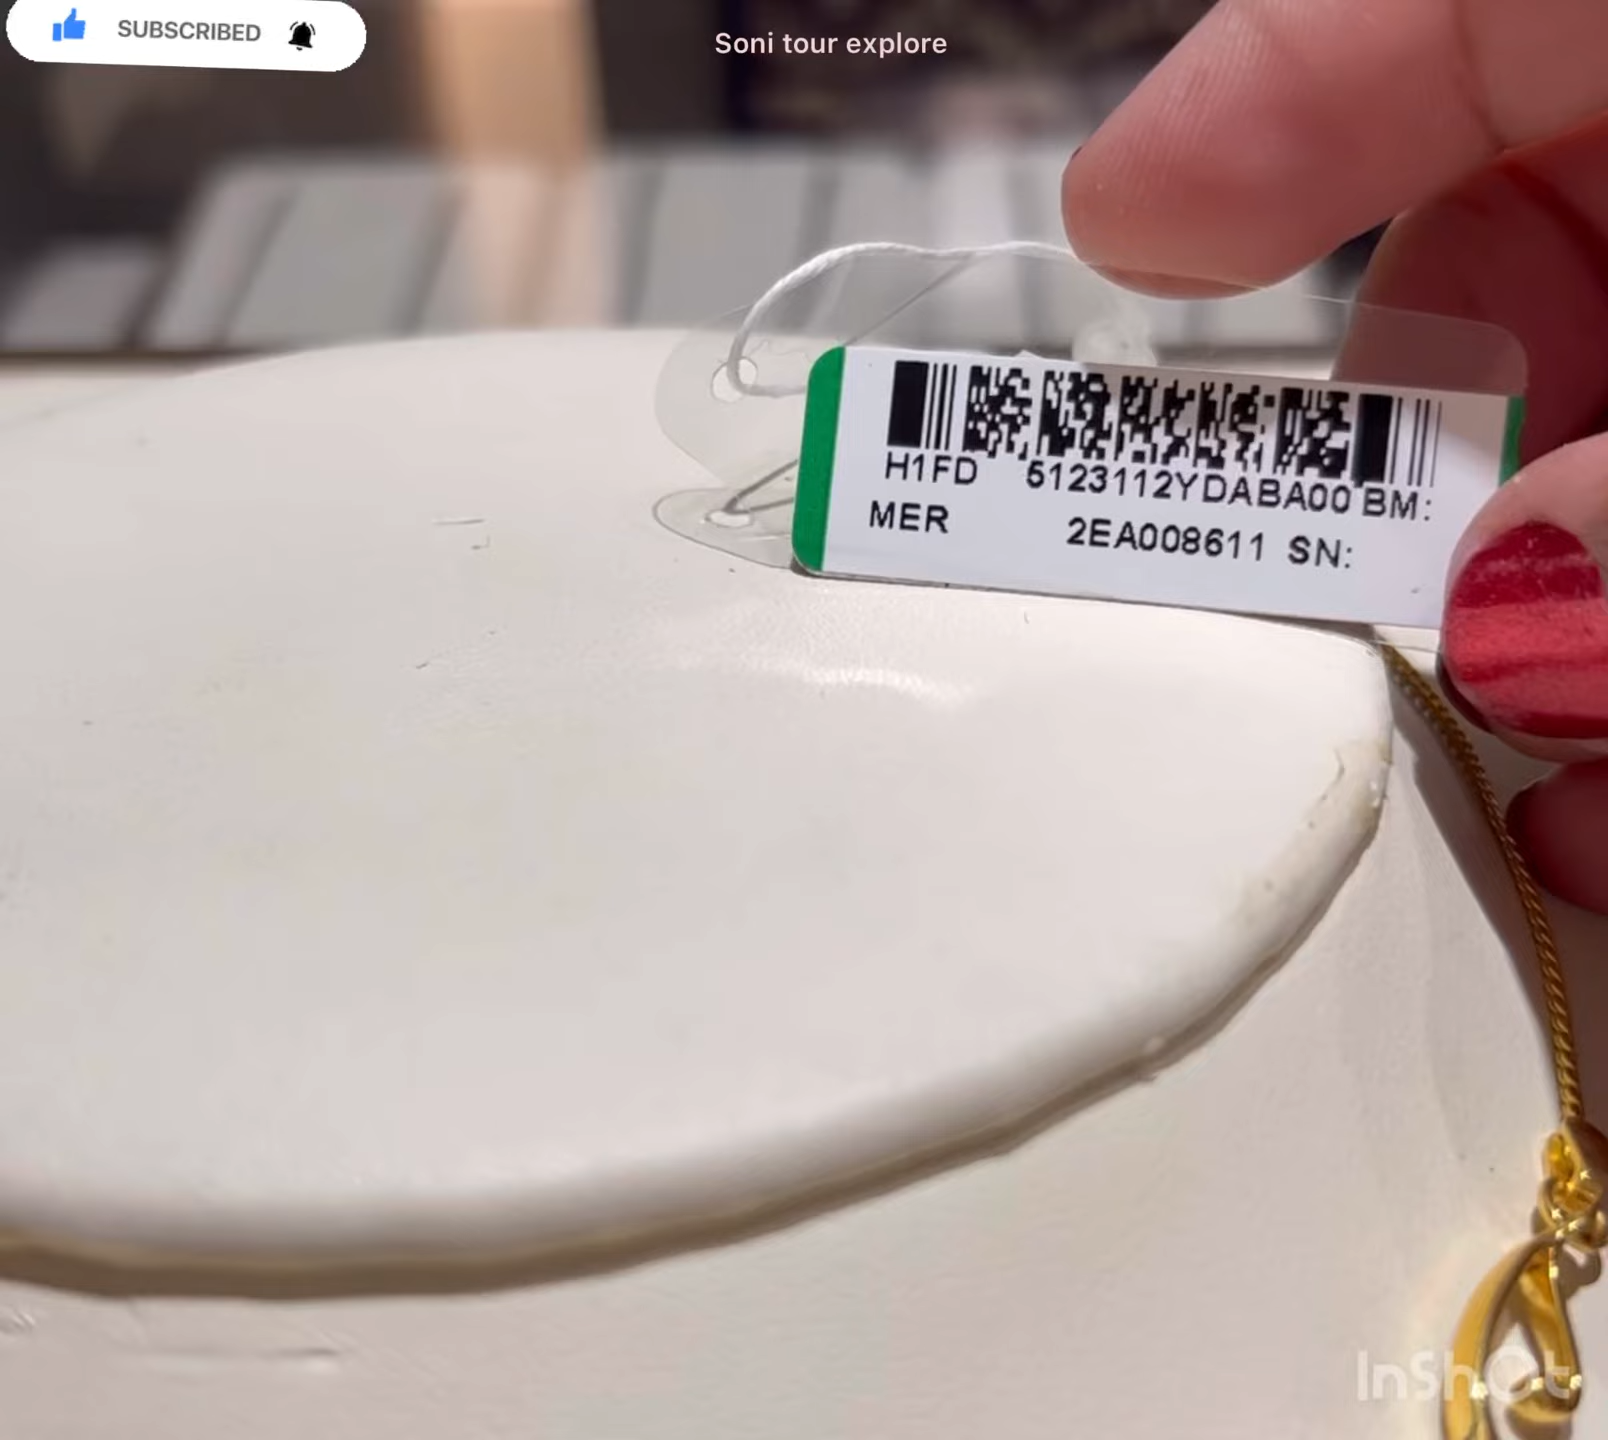 SUBSCRIBED
Soni tour explore
H1FD 5123112YDABA00 BM:
MER 2EA008611 SN:
InShOt